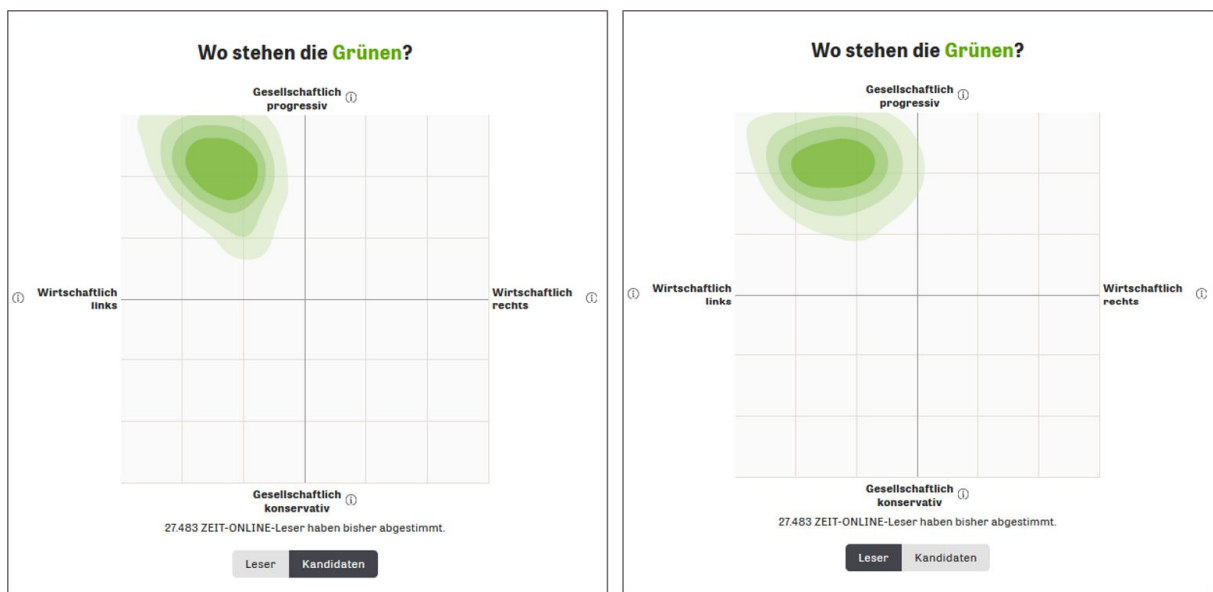 Wo stehen die Grünen?
Gesellschaftlich
progressiv
Wirtschaftlich
links
Wirtschaftlich
rechts
Gesellschaftlich
konservativ
27.483 ZEIT-ONLINE-Leser haben bisher abgestimmt.
Leser Kandidaten
Wo stehen die Grünen?
Gesellschaftlich
progressiv
Wirtschaftlich
links
Wirtschaftlich
rechts
Gesellschaftlich
konservativ
27.483 ZEIT-ONLINE-Leser haben bisher abgestimmt.
Leser Kandidaten